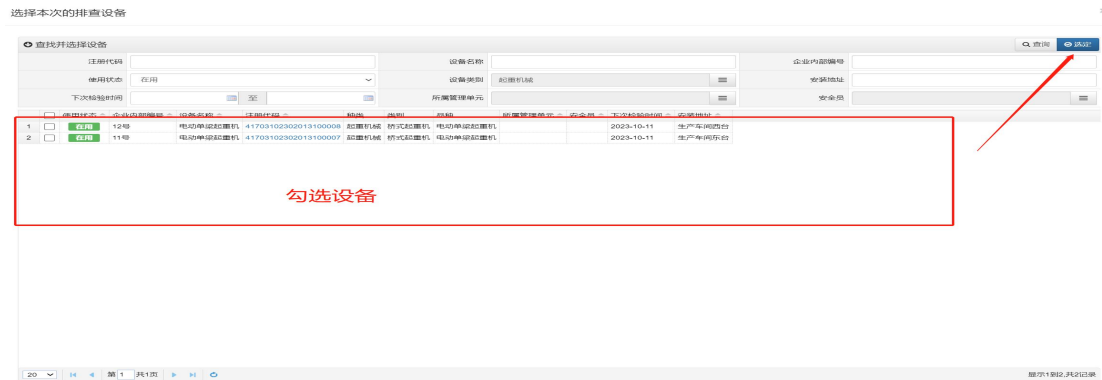 选择本次的排查设备
查找并选择设备 查询 选定
注册代码 设备名称 企业内部编号
使用状态 在用 设备类别 起重机械 安装地址
下次检验时间 至 所属管理单元 安全员
使用状态 企业内部编号 设备名称 注册代码 种类 类别 品种 所属管理单元 安全员 下次检验时间 安装地址
1 在用 12号 电动单梁起重机 41703102302013100008 起重机械 桥式起重机 电动单梁起重机 2023-10-11 生产车间西台
2 在用 11号 电动单梁起重机 41703102302013100007 起重机械 桥式起重机 电动单梁起重机 2023-10-11 生产车间东台
勾选设备
20 第 1 共1页 显示1到2,共2记录